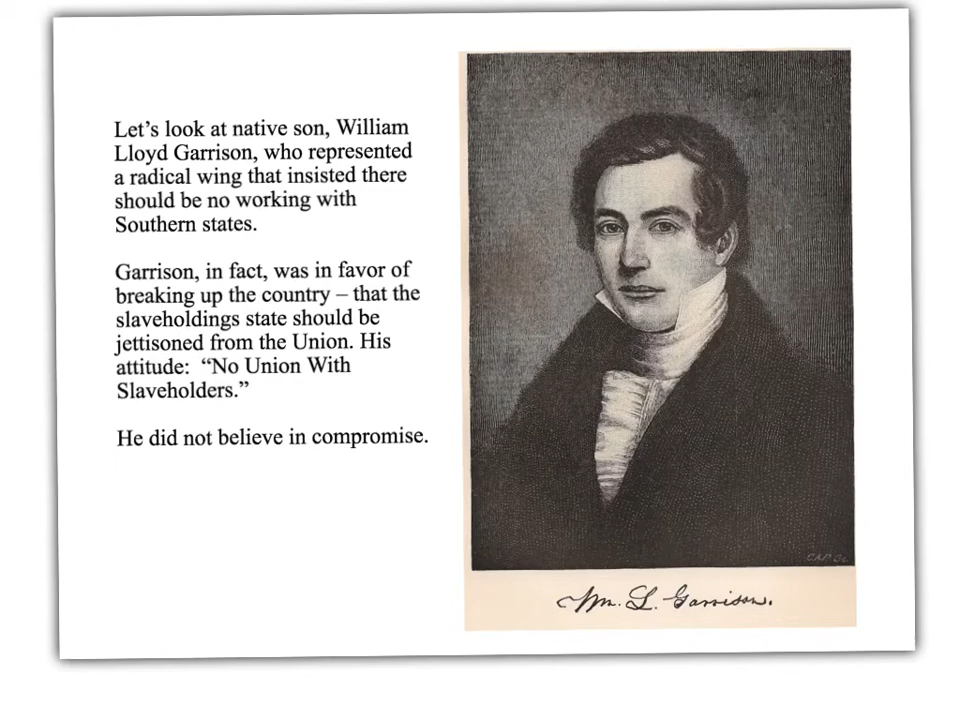 Let's look at native son, William
Lloyd Garrison, who represented
a radical wing that insisted there
should be no working with
Southern states.
Garrison, in fact, was in favor of
breaking up the country – that the
slaveholdings state should be
jettisoned from the Union. His
attitude:  “No Union With
Slaveholders.”
He did not believe in compromise.
Wm. L. Garrison.